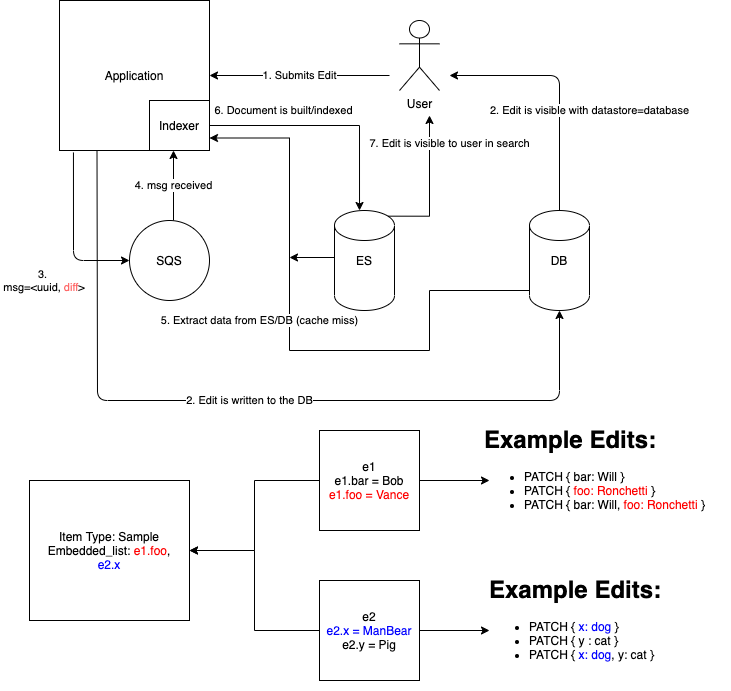 Application
1. Submits Edit
User
2. Edit is visible with datastore=database
6. Document is built/indexed
Indexer
7. Edit is visible to user in search
4. msg received
SQS
ES
DB
3.
msg=<uuid, diff>
5. Extract data from ES/DB (cache miss)
2. Edit is written to the DB
Example Edits:
e1
e1.bar = Bob
e1.foo = Vance
• PATCH { bar: Will }
• PATCH { foo: Ronchetti }
• PATCH { bar: Will, foo: Ronchetti }
Item Type: Sample
Embedded_list: e1.foo,
e2.x
Example Edits:
e2
e2.x = ManBear
e2.y = Pig
• PATCH { x: dog }
• PATCH { y : cat }
• PATCH { x: dog, y: cat }